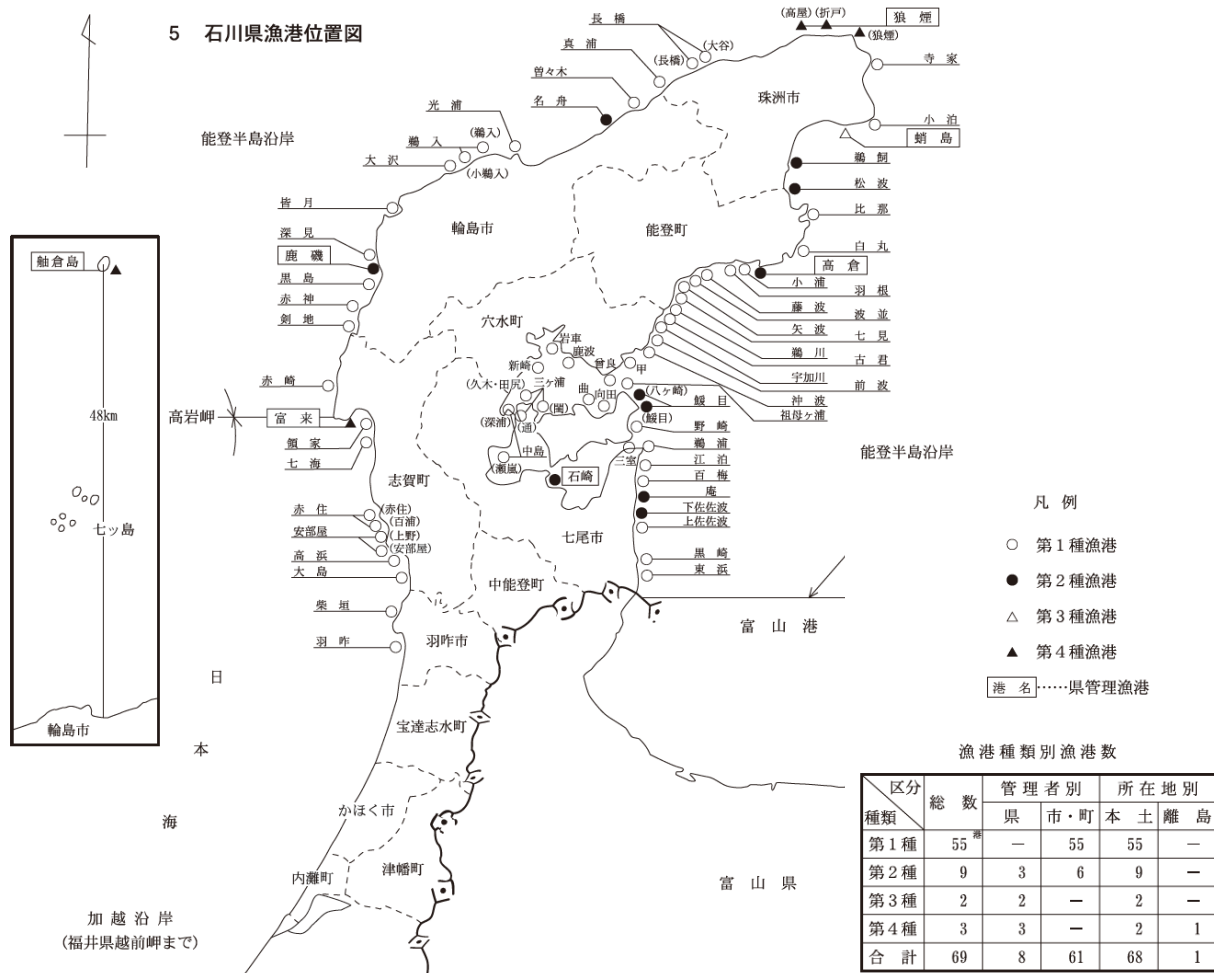 5 石川県漁港位置図
長橋
(大谷)
(長橋)
真浦
曽々木
名舟
光浦
鵜入
(鵜入)
(小鵜入)
大沢
皆月
深見
鹿磯
黒島
赤神
剣地
赤崎
高岩岬
富来
領家
七海
赤住
(赤住)
(百浦)
(上野)
安部屋
(安部屋)
高浜
大島
柴垣
羽咋
能登半島沿岸
(高屋)
(折戸)
狼煙
(狼煙)
寺家
小泊
蛸島
鵜飼
松波
比那
白丸
高倉
小浦
羽根
藤波
波並
矢波
七見
鵜川
古君
宇加川
前波
沖波
祖母ヶ浦
甲
曽良
鹿波
岩車
新崎
(久木・田尻)
三ヶ浦
(閨)
(深浦)
(通)
曲
向田
中島
(瀬嵐)
石崎
(八ヶ崎)
鰀目
(鰀目)
野崎
鵜浦
三室
江泊
百海
庵
下佐佐波
上佐佐波
黒崎
東浜
能登半島沿岸
珠洲市
輪島市
能登町
穴水町
志賀町
七尾市
中能登町
羽咋市
宝達志水町
かほく市
津幡町
内灘町
富山港
富山県
日本海
加越沿岸
(福井県越前岬まで)
舳倉島
48km
七ッ島
輪島市
凡例
○ 第1種漁港
● 第2種漁港
△ 第3種漁港
▲ 第4種漁港
港名……県管理漁港
漁港種類別漁港数
区分 種類 総数 管理者別 所在地別
県 市・町 本土 離島
第1種 55港 — 55 55 —
第2種 9 3 6 9 —
第3種 2 2 — 2 —
第4種 3 3 — 2 1
合計 69 8 61 68 1